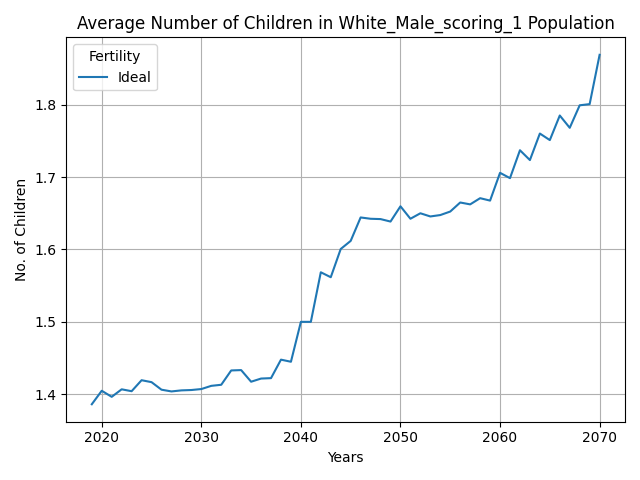 Average Number of Children in White_Male_scoring_1 Population
Fertility
Ideal
No. of Children
1.8
1.7
1.6
1.5
1.4
2020 2030 2040 2050 2060 2070
Years